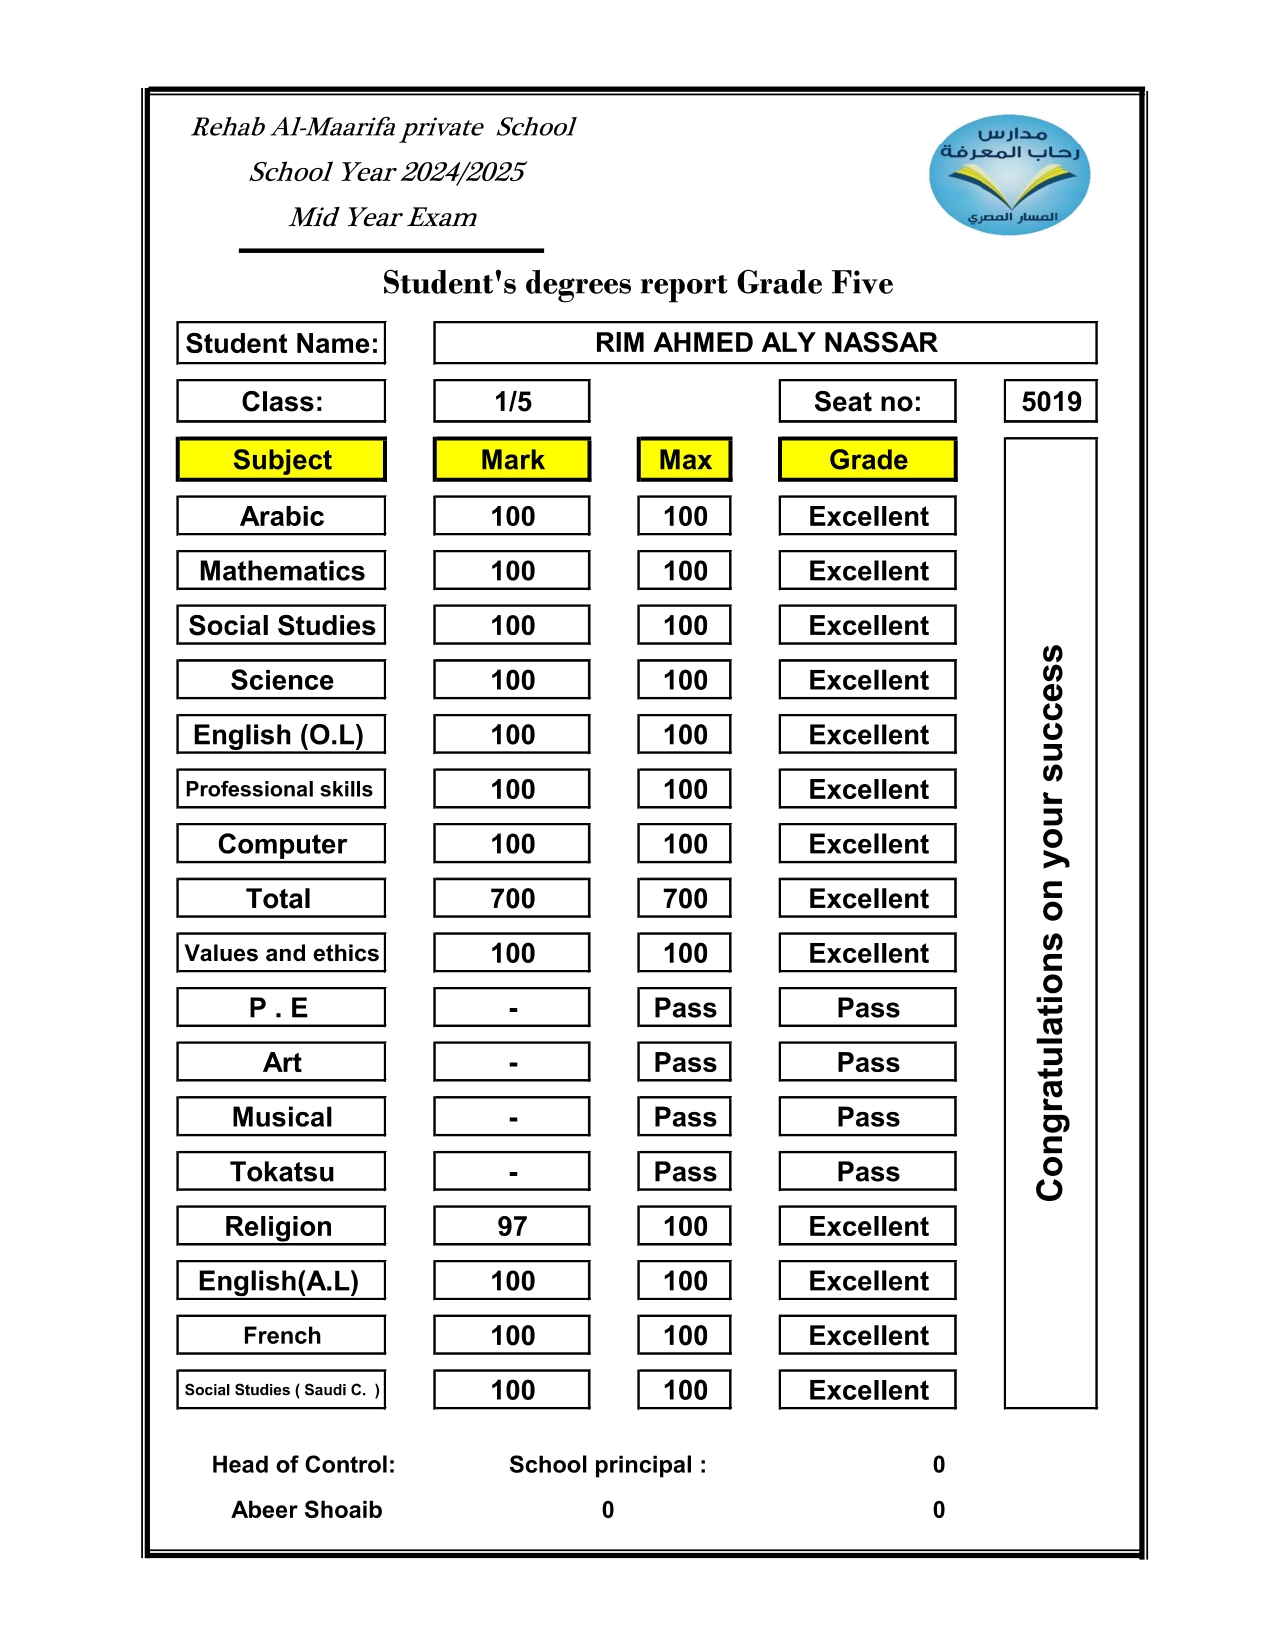 Rehab Al-Maarifa private School
School Year 2024/2025
Mid Year Exam
مدارس
رحاب المعرفة
المسار المصري
Student's degrees report Grade Five
Student Name: RIM AHMED ALY NASSAR
Class: 1/5 Seat no: 5019
Subject Mark Max Grade
Arabic 100 100 Excellent
Mathematics 100 100 Excellent
Social Studies 100 100 Excellent
Science 100 100 Excellent
English (O.L) 100 100 Excellent
Professional skills 100 100 Excellent
Computer 100 100 Excellent
Total 700 700 Excellent
Values and ethics 100 100 Excellent
P . E - Pass Pass
Art - Pass Pass
Musical - Pass Pass
Tokatsu - Pass Pass
Religion 97 100 Excellent
English(A.L) 100 100 Excellent
French 100 100 Excellent
Social Studies ( Saudi C. ) 100 100 Excellent
Congratulations on your success
Head of Control: School principal : 0
Abeer Shoaib 0 0